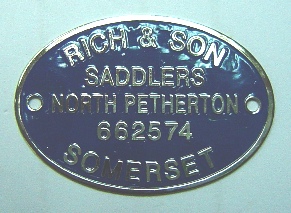 RICH & SON
SADDLERS
NORTH PETHERTON
662574
SOMERSET